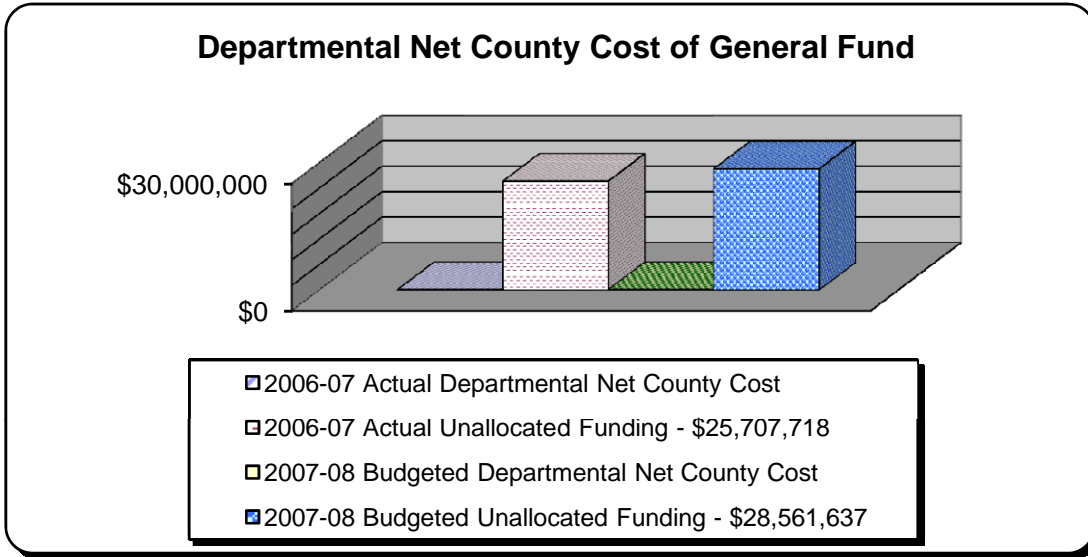 Departmental Net County Cost of General Fund
$30,000,000
$0
2006-07 Actual Departmental Net County Cost
2006-07 Actual Unallocated Funding - $25,707,718
2007-08 Budgeted Departmental Net County Cost
2007-08 Budgeted Unallocated Funding - $28,561,637